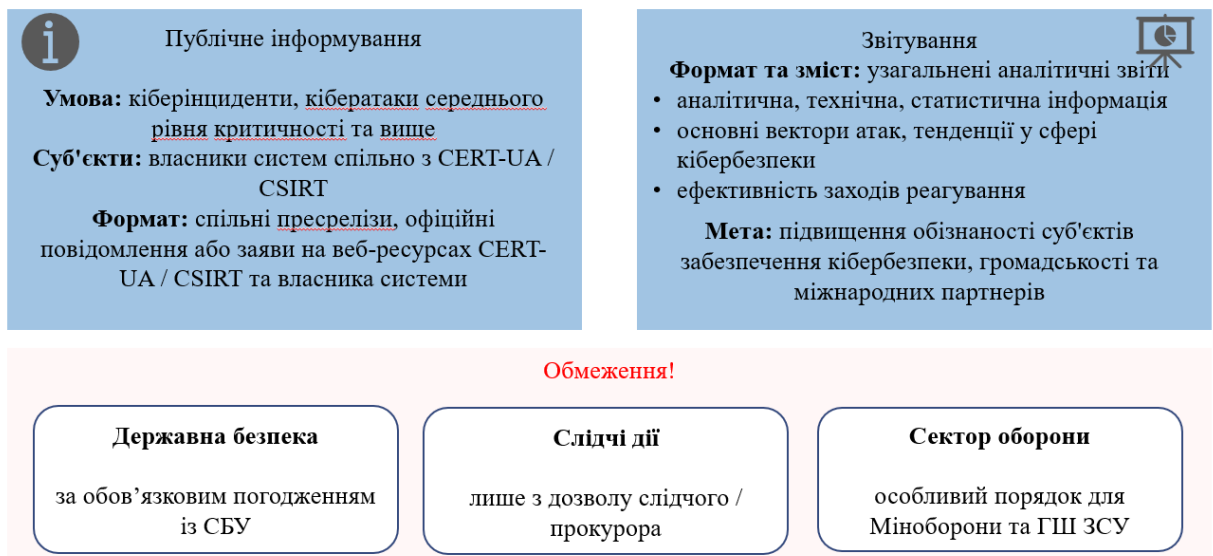 Публічне інформування
Умова: кіберінциденти, кібератаки середнього
рівня критичності та вище
Суб'єкти: власники систем спільно з CERT-UA /
CSIRT
Формат: спільні пресрелізи, офіційні
повідомлення або заяви на веб-ресурсах CERT-
UA / CSIRT та власника системи
Звітування
Формат та зміст: узагальнені аналітичні звіти
• аналітична, технічна, статистична інформація
• основні вектори атак, тенденції у сфері
кібербезпеки
• ефективність заходів реагування
Мета: підвищення обізнаності суб'єктів
забезпечення кібербезпеки, громадськості та
міжнародних партнерів
Обмеження!
Державна безпека
за обов’язковим погодженням
із СБУ
Слідчі дії
лише з дозволу слідчого /
прокурора
Сектор оборони
особливий порядок для
Міноборони та ГШ ЗСУ